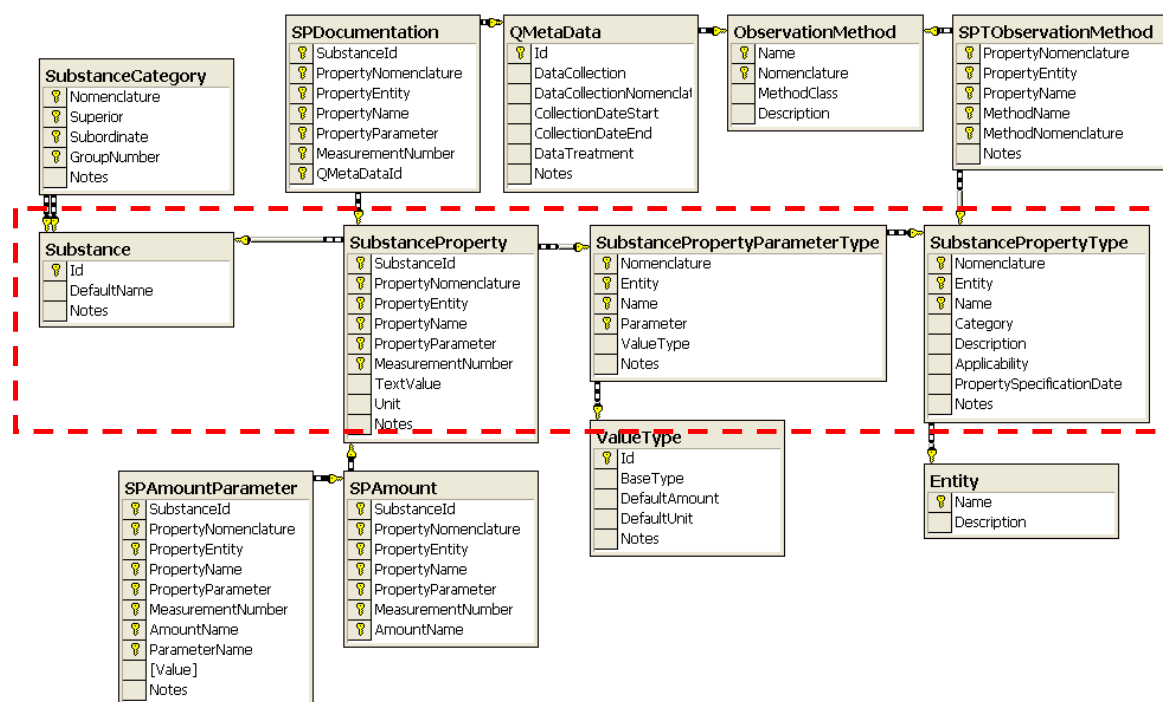 SPDocumentation
SubstanceId
PropertyNomenclature
PropertyEntity
PropertyName
PropertyParameter
MeasurementNumber
QMetaDataId
QMetaData
Id
DataCollection
DataCollectionNomenclat
CollectionDateStart
CollectionDateEnd
DataTreatment
Notes
ObservationMethod
Name
Nomenclature
MethodClass
Description
SPTObservationMethod
PropertyNomenclature
PropertyEntity
PropertyName
MethodName
MethodNomenclature
Notes
SubstanceCategory
Nomenclature
Superior
Subordinate
GroupNumber
Notes
Substance
Id
DefaultName
Notes
SubstanceProperty
SubstanceId
PropertyNomenclature
PropertyEntity
PropertyName
PropertyParameter
MeasurementNumber
TextValue
Unit
Notes
SubstancePropertyParameterType
Nomenclature
Entity
Name
Parameter
ValueType
Notes
SubstancePropertyType
Nomenclature
Entity
Name
Category
Description
Applicability
PropertySpecificationDate
Notes
ValueType
Id
BaseType
DefaultAmount
DefaultUnit
Notes
Entity
Name
Description
SPAmountParameter
SubstanceId
PropertyNomenclature
PropertyEntity
PropertyName
PropertyParameter
MeasurementNumber
AmountName
ParameterName
[Value]
Notes
SPAmount
SubstanceId
PropertyNomenclature
PropertyEntity
PropertyName
PropertyParameter
MeasurementNumber
AmountName